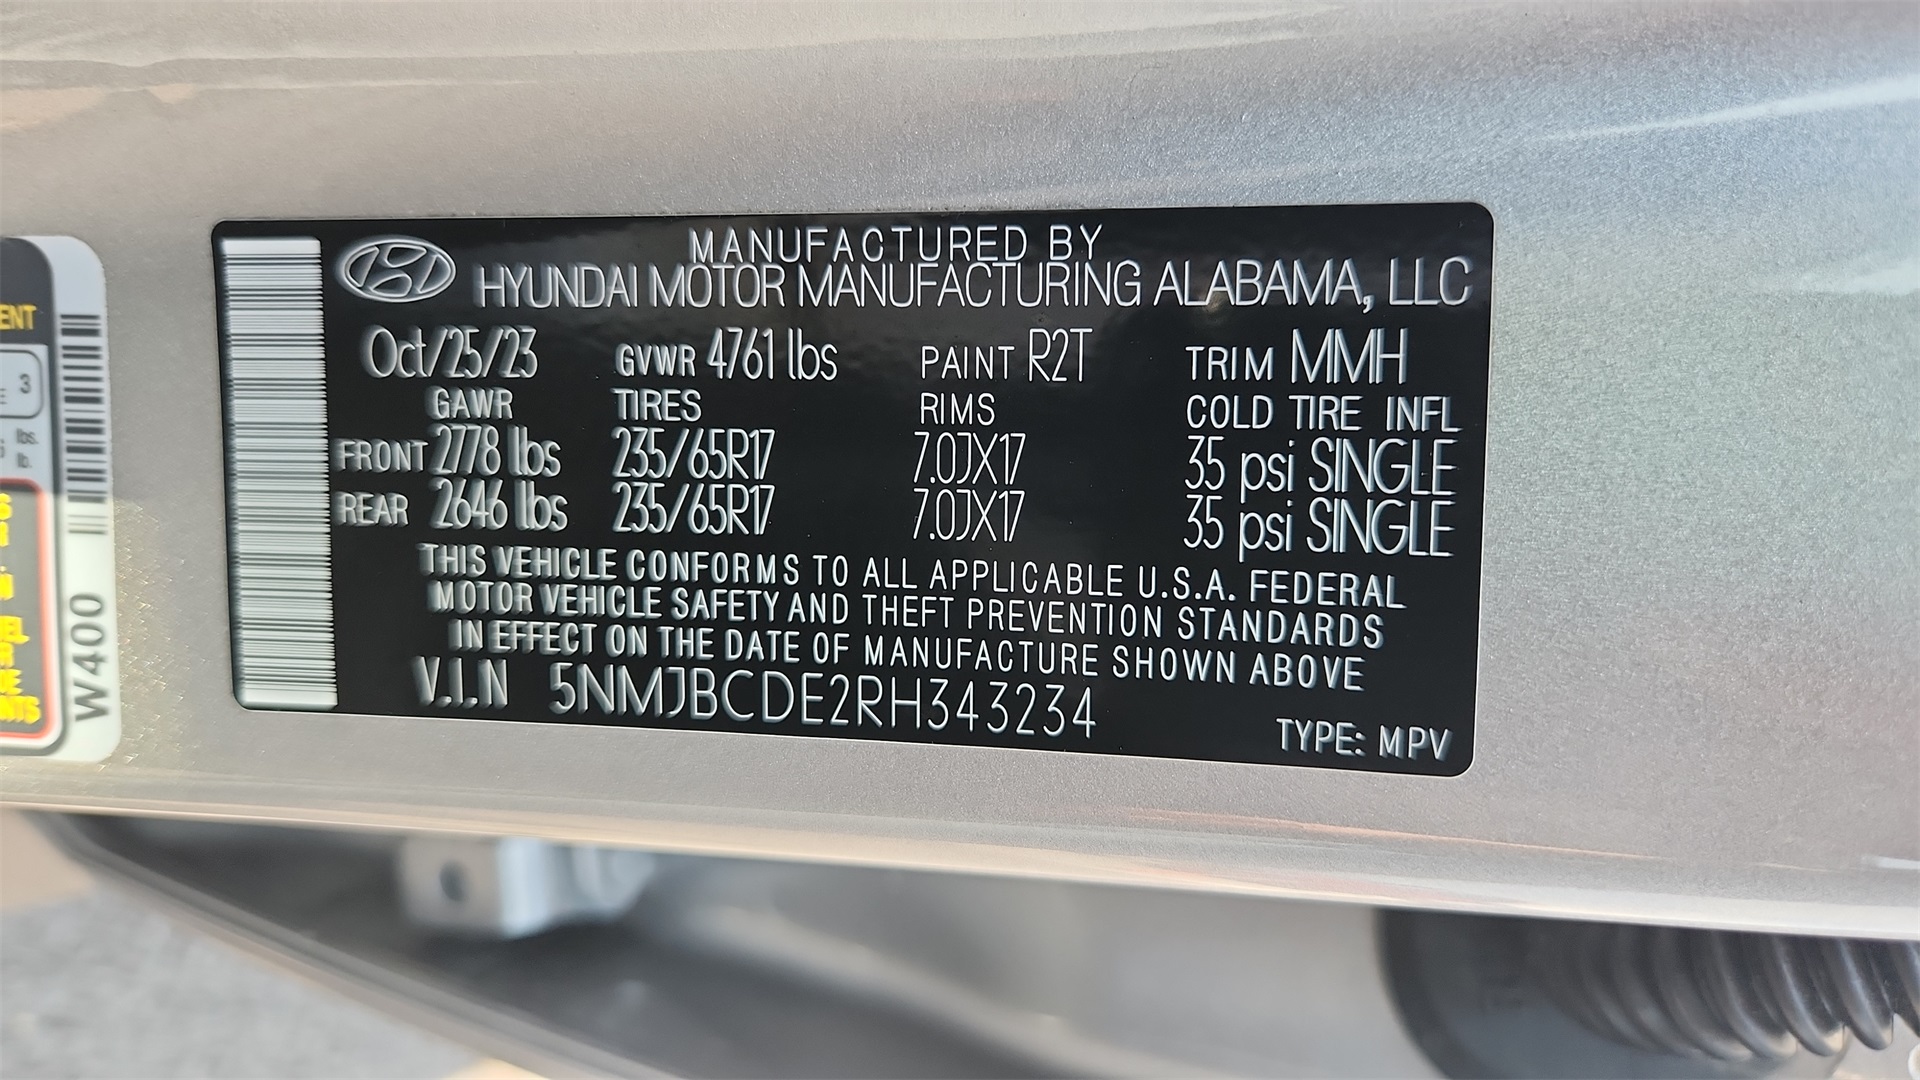 MANUFACTURED BY
HYUNDAI MOTOR MANUFACTURING ALABAMA, LLC
Oct/25/23 GVWR 4761 lbs PAINT R2T TRIM MMH
GAWR TIRES RIMS COLD TIRE INFL
FRONT 2778 lbs 235/65R17 7.0JX17 35 psi SINGLE
REAR 2646 lbs 235/65R17 7.0JX17 35 psi SINGLE
THIS VEHICLE CONFORMS TO ALL APPLICABLE U.S.A. FEDERAL
MOTOR VEHICLE SAFETY AND THEFT PREVENTION STANDARDS
IN EFFECT ON THE DATE OF MANUFACTURE SHOWN ABOVE
V.I.N 5NMJBCDE2RH343234
TYPE: MPV
3
lbs.
lb.
W400